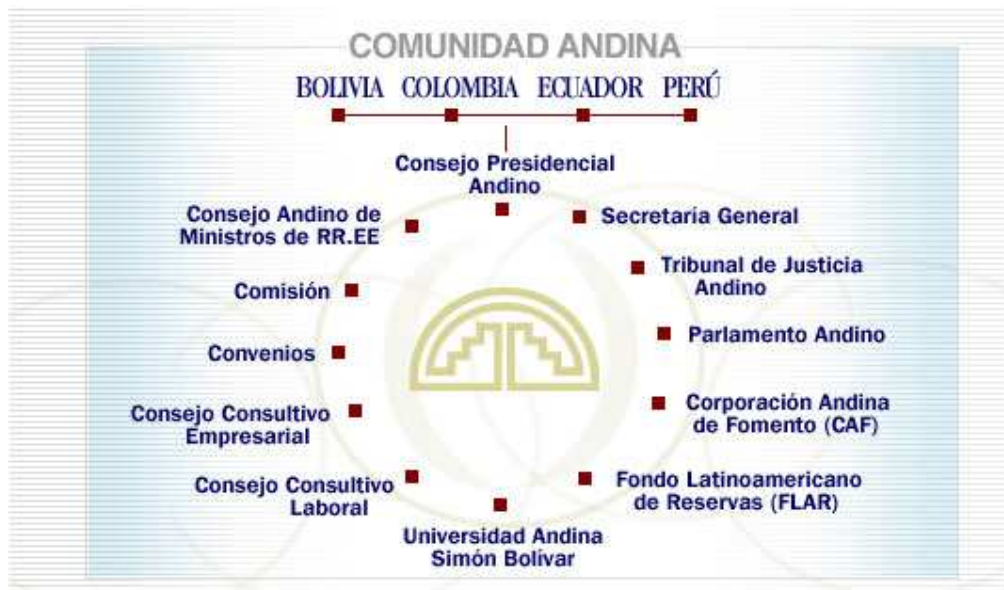 COMUNIDAD ANDINA
BOLIVIA COLOMBIA ECUADOR PERÚ
Consejo Presidencial
Andino
Consejo Andino de
Ministros de RR.EE
Secretaría General
Tribunal de Justicia
Andino
Comisión
Parlamento Andino
Convenios
Corporación Andina
de Fomento (CAF)
Consejo Consultivo
Empresarial
Fondo Latinoamericano
de Reservas (FLAR)
Consejo Consultivo
Laboral
Universidad Andina
Simón Bolívar